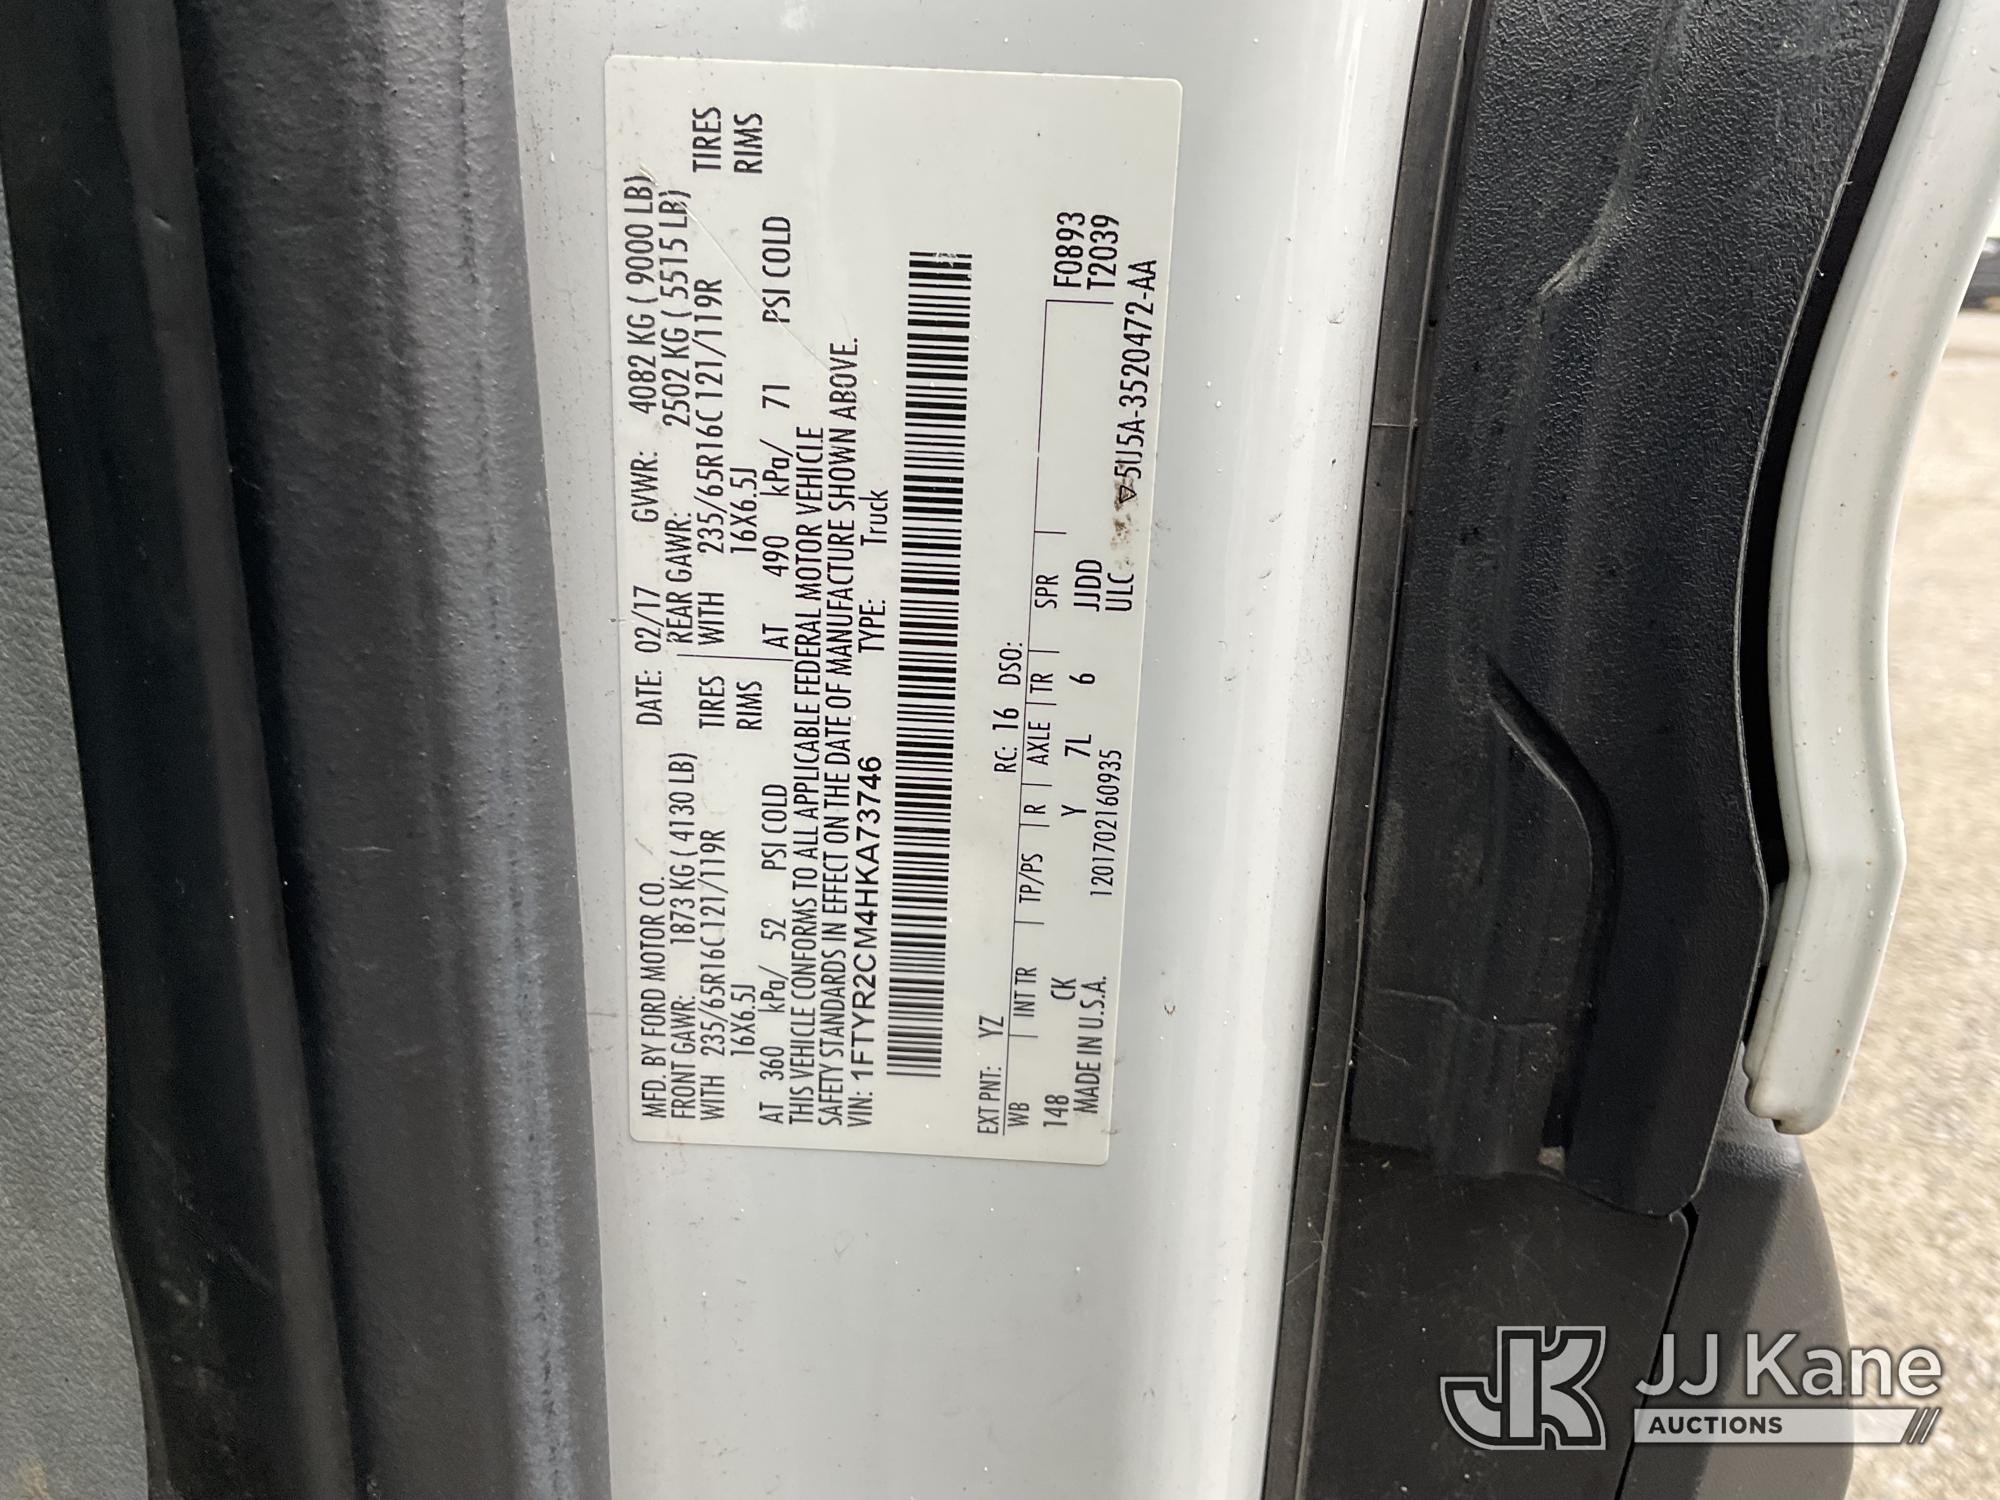 MFD. BY FORD MOTOR CO. DATE: 02/17 GVWR: 4082 KG ( 9000 LB)
FRONT GAWR: 1873 KG ( 4130 LB) REAR GAWR: 2502 KG ( 5515 LB)
WITH 235/65R16C 121/119R TIRES WITH 235/65R16C 121/119R TIRES
16X6.5J RIMS 16X6.5J RIMS
AT 360 kPa/ 52 PSI COLD AT 490 kPa/ 71 PSI COLD
THIS VEHICLE CONFORMS TO ALL APPLICABLE FEDERAL MOTOR VEHICLE
SAFETY STANDARDS IN EFFECT ON THE DATE OF MANUFACTURE SHOWN ABOVE.
VIN: 1FTYR2CM4HKA73746 TYPE: Truck
EXT PNT: YZ RC: 16 DSO: F0893
WB INT TR TP/PS R AXLE TR SPR T2039
148 CK Y 7L 6 JJDD
MADE IN U.S.A. 1201702160935 ULC 5U5A-3520472-AA
JK JJ Kane
AUCTIONS